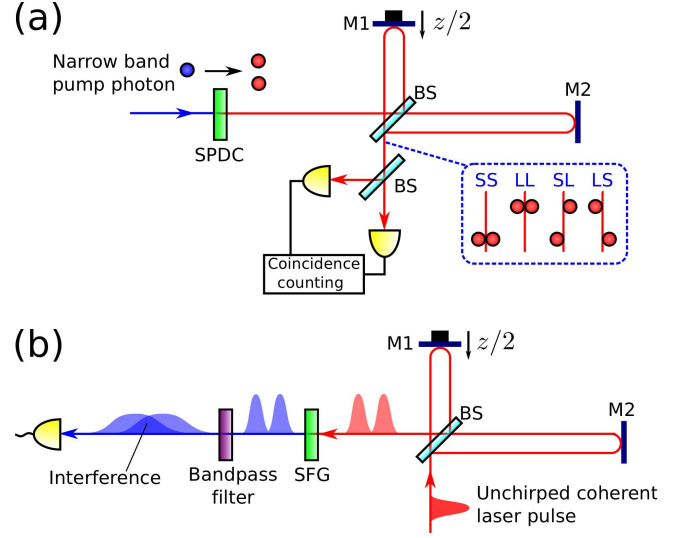 (a)
M1
z/2
Narrow band
pump photon
BS
M2
SPDC
BS
SS LL SL LS
Coincidence
counting
(b)
M1
z/2
BS
M2
Interference
Bandpass
filter
SFG
Unchirped coherent
laser pulse